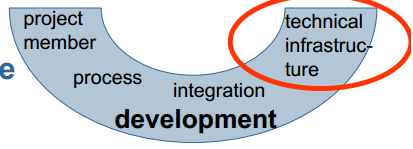 project
member
technical
infrastruc-
ture
e
process
integration
development